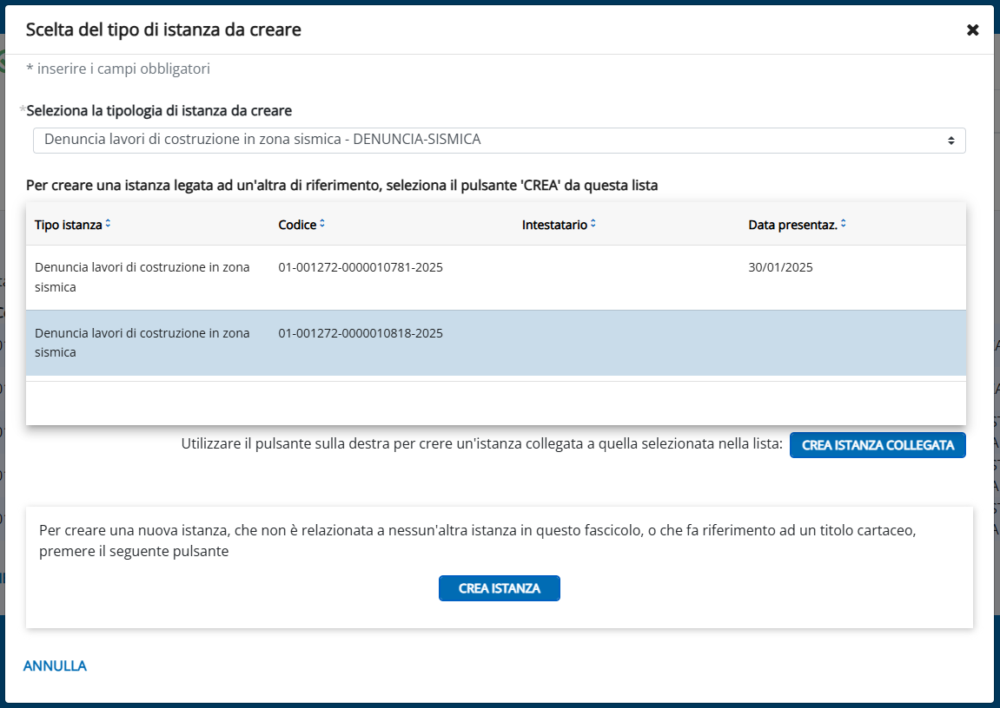 Scelta del tipo di istanza da creare
* inserire i campi obbligatori
*Seleziona la tipologia di istanza da creare
Denuncia lavori di costruzione in zona sismica - DENUNCIA-SISMICA
Per creare una istanza legata ad un'altra di riferimento, seleziona il pulsante 'CREA' da questa lista
Tipo istanza Codice Intestatario Data presentaz.
Denuncia lavori di costruzione in zona 01-001272-0000010781-2025 30/01/2025
sismica
Denuncia lavori di costruzione in zona 01-001272-0000010818-2025
sismica
Utilizzare il pulsante sulla destra per crere un'istanza collegata a quella selezionata nella lista: CREA ISTANZA COLLEGATA
Per creare una nuova istanza, che non è relazionata a nessun'altra istanza in questo fascicolo, o che fa riferimento ad un titolo cartaceo,
premere il seguente pulsante
CREA ISTANZA
ANNULLA